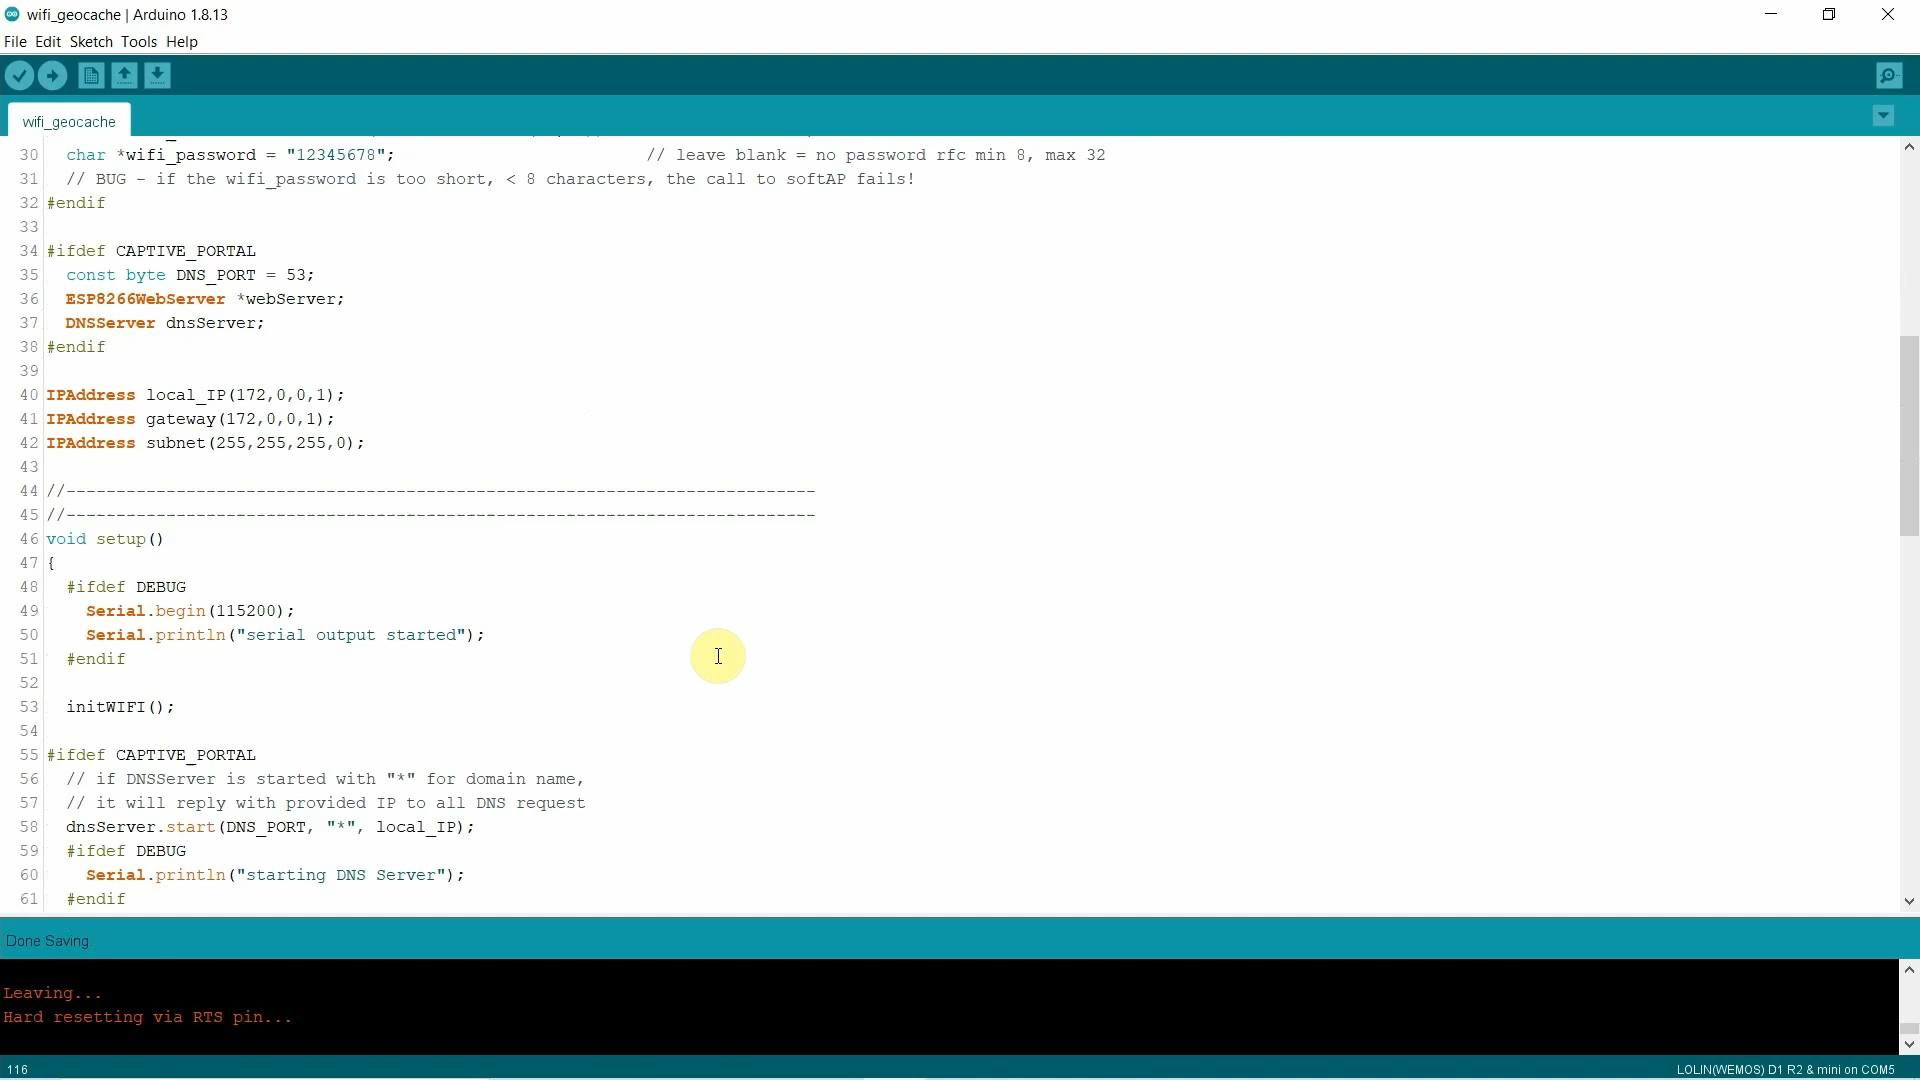 wifi_geocache | Arduino 1.8.13
File Edit Sketch Tools Help
wifi_geocache
30 char *wifi_password = "12345678"; // leave blank = no password rfc min 8, max 32
31 // BUG - if the wifi_password is too short, < 8 characters, the call to softAP fails!
32 #endif
33
34 #ifdef CAPTIVE_PORTAL
35 const byte DNS_PORT = 53;
36 ESP8266WebServer *webServer;
37 DNSServer dnsServer;
38 #endif
39
40 IPAddress local_IP(172,0,0,1);
41 IPAddress gateway(172,0,0,1);
42 IPAddress subnet(255,255,255,0);
43
44 //---------------------------------------------------------------------------
45 //---------------------------------------------------------------------------
46 void setup()
47 {
48 #ifdef DEBUG
49 Serial.begin(115200);
50 Serial.println("serial output started");
51 #endif
52
53 initWIFI();
54
55 #ifdef CAPTIVE_PORTAL
56 // if DNSServer is started with "*" for domain name,
57 // it will reply with provided IP to all DNS request
58 dnsServer.start(DNS_PORT, "*", local_IP);
59 #ifdef DEBUG
60 Serial.println("starting DNS Server");
61 #endif
Done Saving
Leaving...
Hard resetting via RTS pin...
116 LOLIN(WEMOS) D1 R2 & mini on COM5